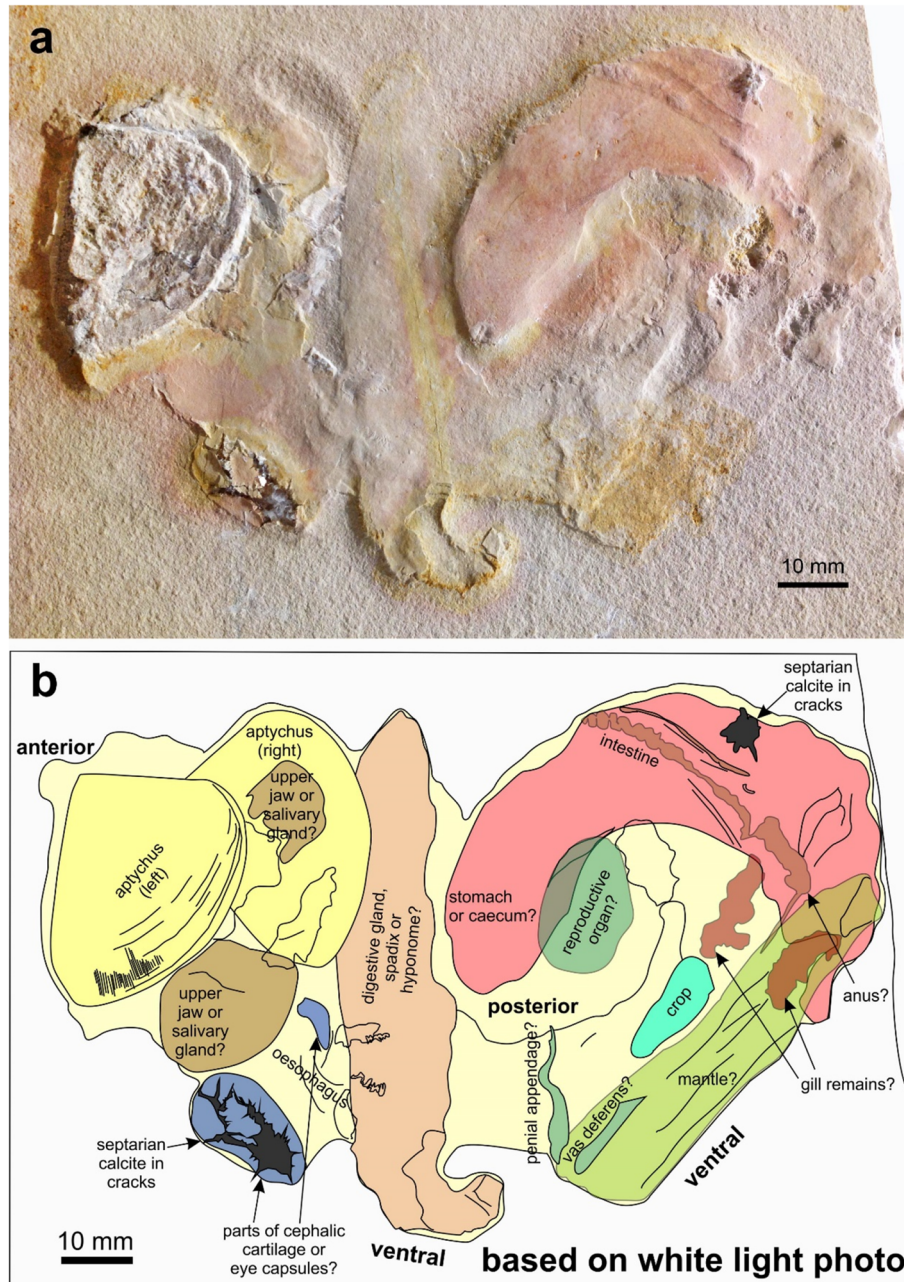 a
10 mm
b
anterior
aptychus
(right)
upper
jaw or
salivary
gland?
aptychus
(left)
septarian
calcite in
cracks
intestine
digestive gland,
spadix or
hyponome?
stomach
or caecum?
reproductive
organ?
upper
jaw or
salivary
gland?
posterior
crop
anus?
oesophagus
penial appendage?
vas deferens?
mantle?
gill remains?
ventral
septarian
calcite in
cracks
parts of cephalic
cartilage or
eye capsules?
10 mm
ventral
based on white light photo